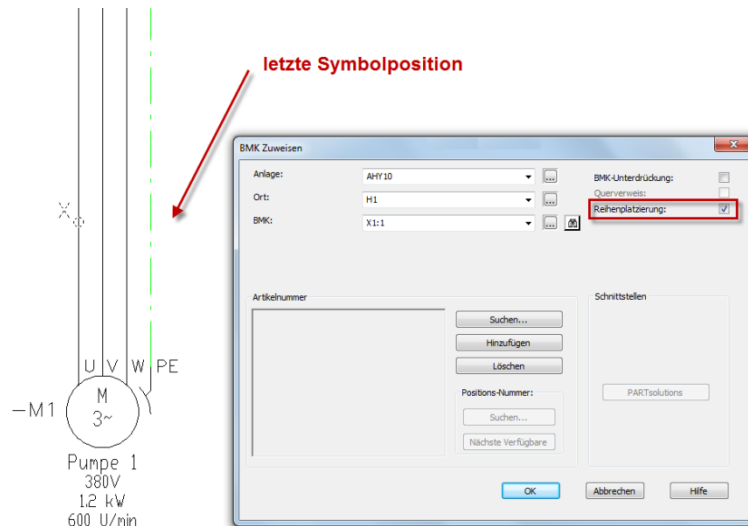 letzte Symbolposition
BMK Zuweisen
Anlage:
AHY10
...
BMK-Unterdrückung:
Querverweis:
Ort:
H1
...
Reihenplatzierung:
BMK:
X1:1
...
X
Artikelnummer
Suchen...
Hinzufügen
Löschen
Positions-Nummer:
Suchen...
Nächste Verfügbare
Schnittstellen
PARTsolutions
OK
Abbrechen
Hilfe
U V W PE
M
3~
-M1
Pumpe 1
380V
1.2 kW
600 U/min